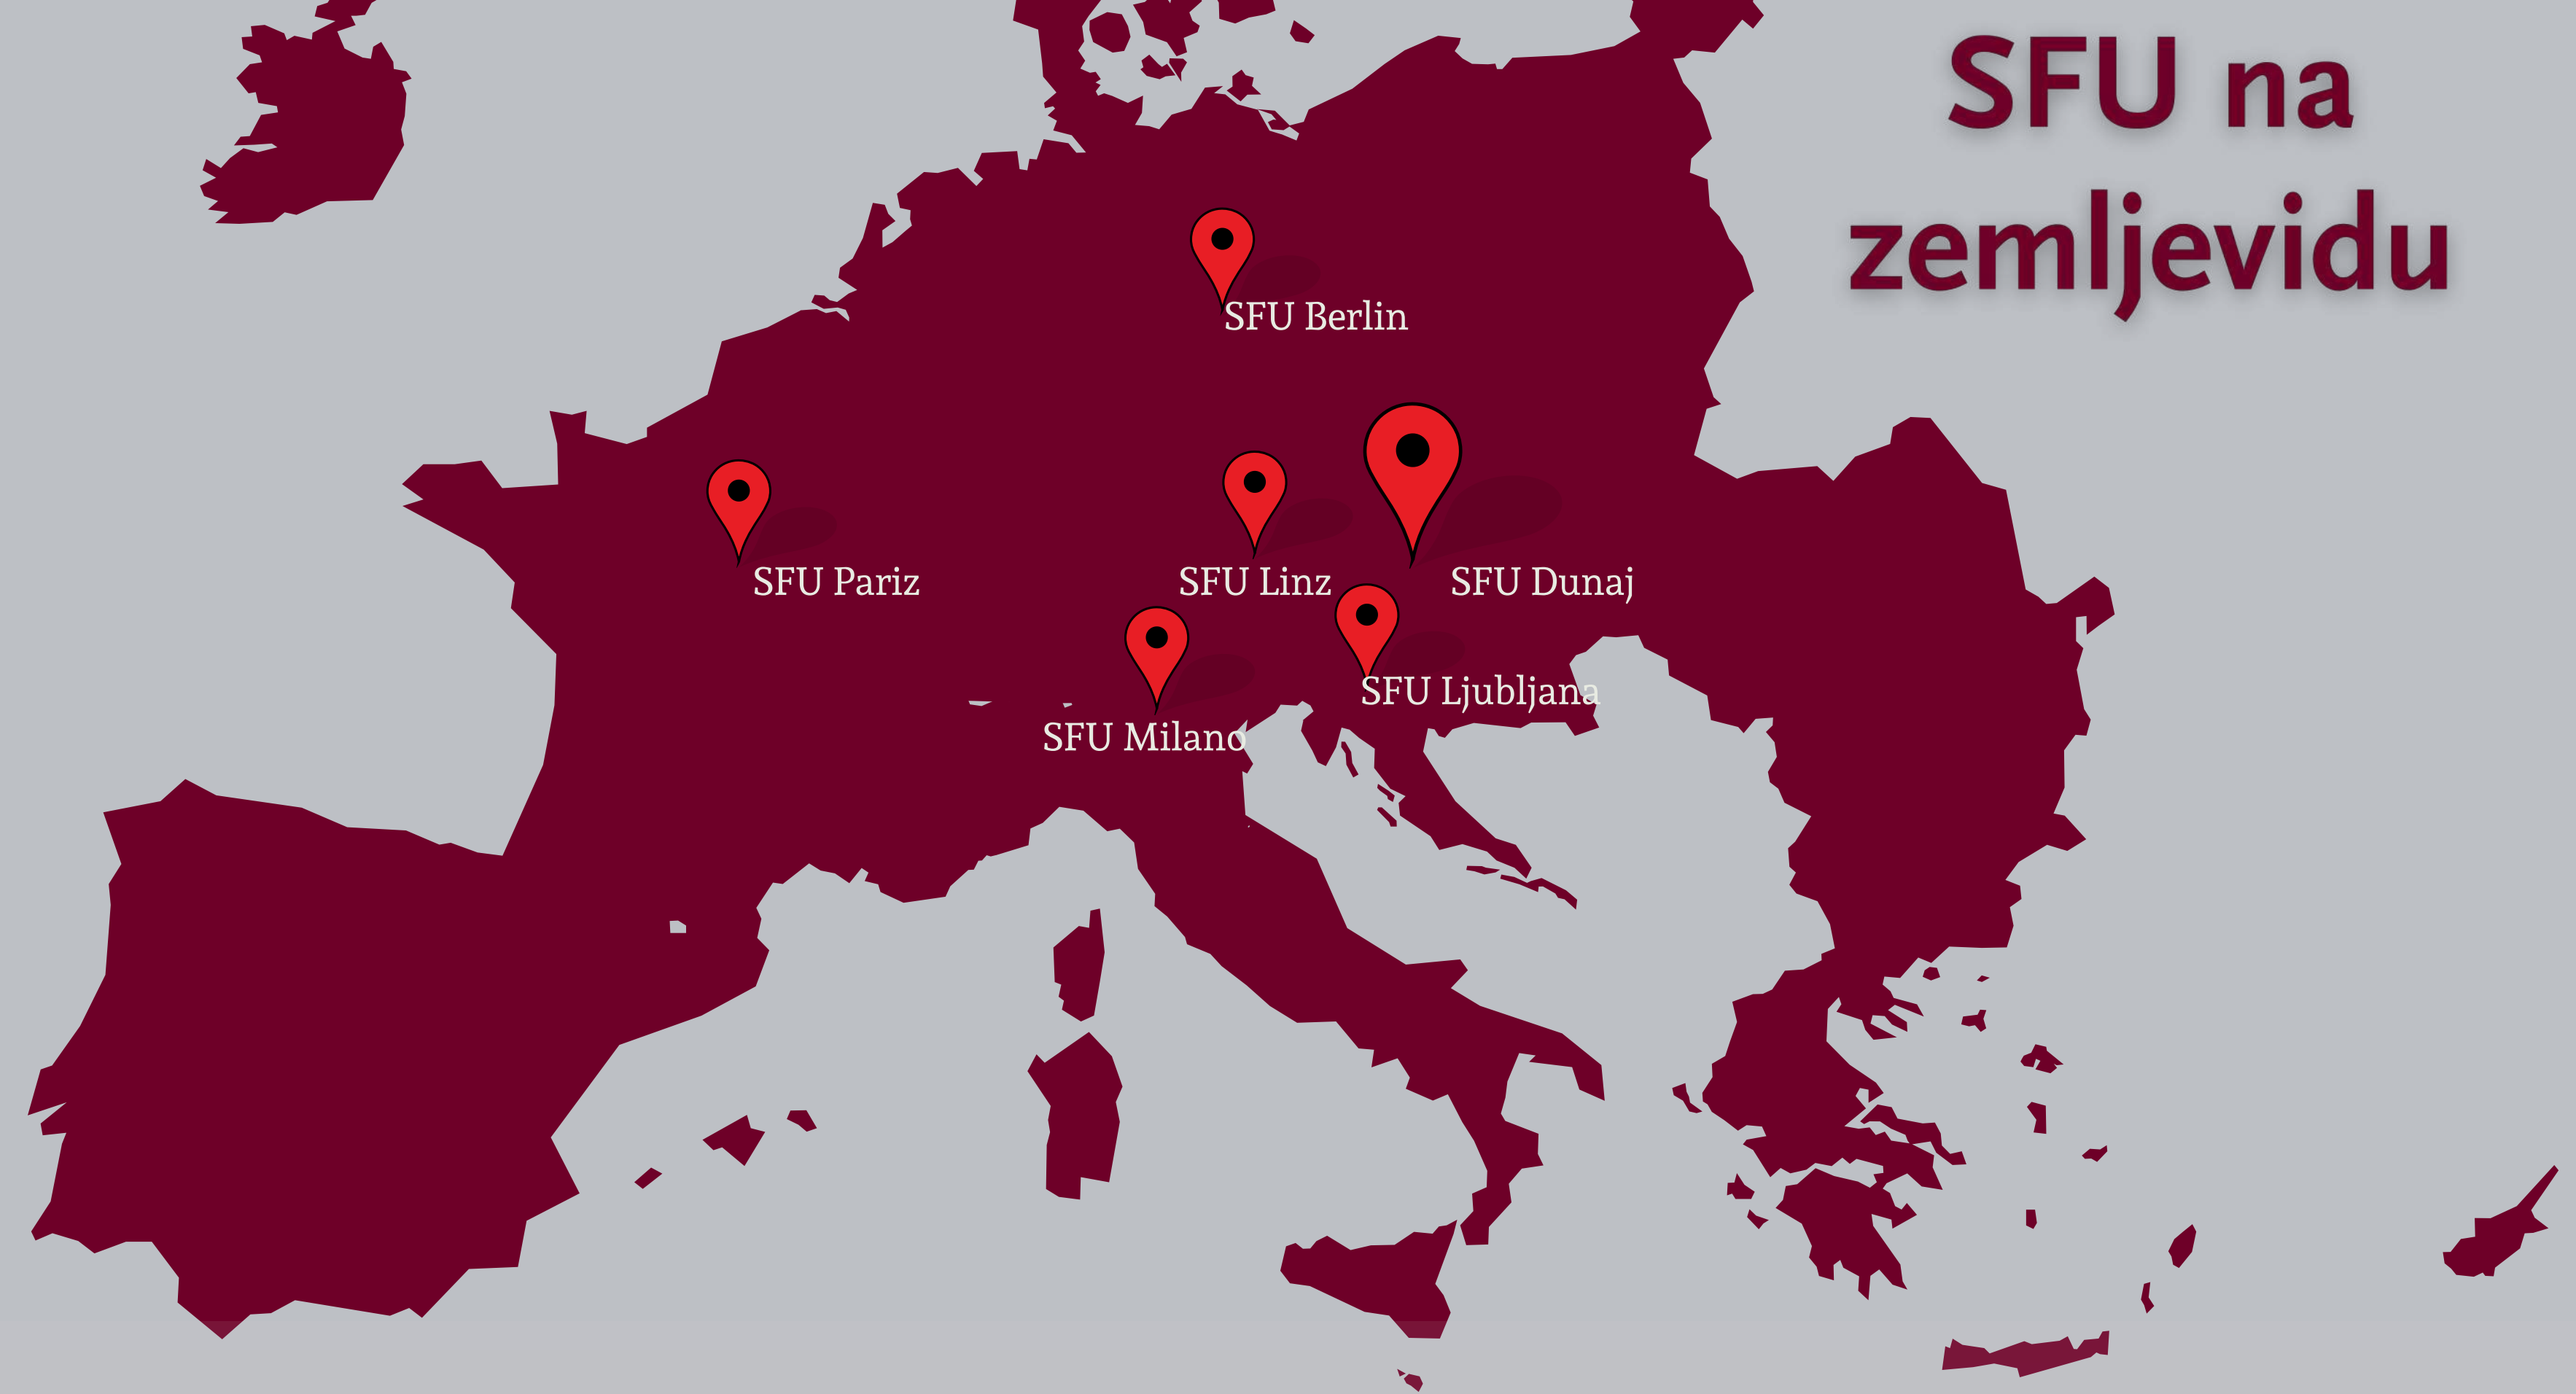 SFU na
zemljevidu
SFU Berlin
SFU Pariz
SFU Linz
SFU Dunaj
SFU Ljubljana
SFU Milano